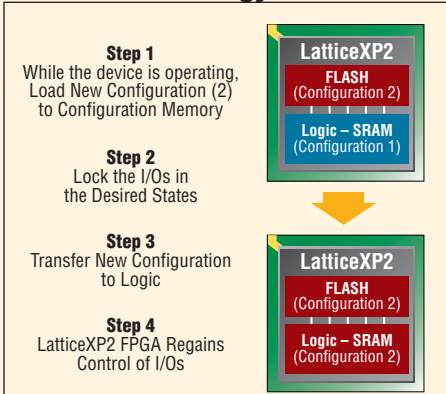 Step 1
While the device is operating,
Load New Configuration (2)
to Configuration Memory
Step 2
Lock the I/Os in
the Desired States
Step 3
Transfer New Configuration
to Logic
Step 4
LatticeXP2 FPGA Regains
Control of I/Os
LatticeXP2
FLASH
(Configuration 2)
Logic – SRAM
(Configuration 1)
LatticeXP2
FLASH
(Configuration 2)
Logic – SRAM
(Configuration 2)